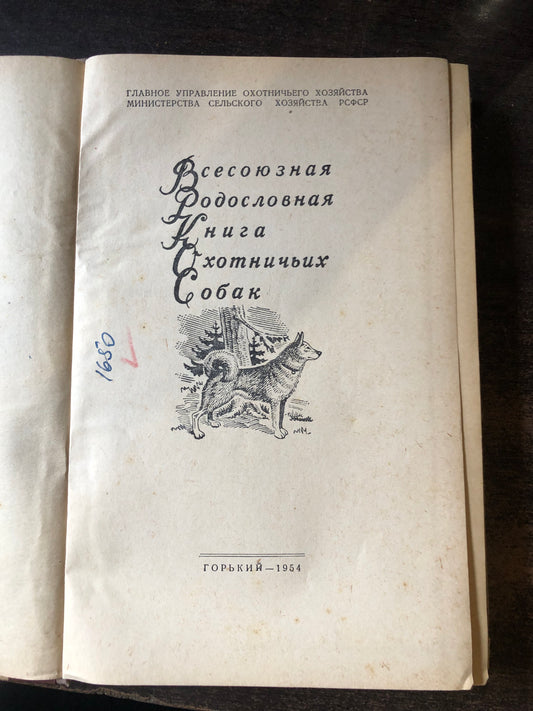 ГЛАВНОЕ УПРАВЛЕНИЕ ОХОТНИЧЬЕГО ХОЗЯЙСТВА
МИНИСТЕРСТВА СЕЛЬСКОГО ХОЗЯЙСТВА РСФСР
Всесоюзная
Родословная
Книга
Охотничьих
Собак
1650
ГОРЬКИЙ—1954